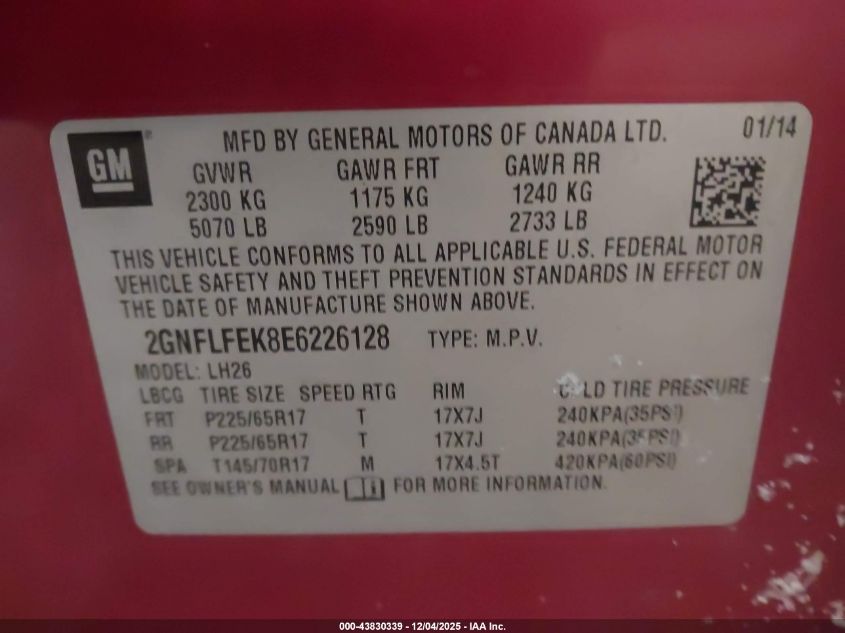 GM
®
MFD BY GENERAL MOTORS OF CANADA LTD.
01/14
GVWR GAWR FRT GAWR RR
2300 KG 1175 KG 1240 KG
5070 LB 2590 LB 2733 LB
THIS VEHICLE CONFORMS TO ALL APPLICABLE U.S. FEDERAL MOTOR
VEHICLE SAFETY AND THEFT PREVENTION STANDARDS IN EFFECT ON
THE DATE OF MANUFACTURE SHOWN ABOVE.
2GNFLFEK8E6226128 TYPE: M.P.V.
MODEL: LH26
LBCG TIRE SIZE SPEED RTG RIM COLD TIRE PRESSURE
FRT P225/65R17 T 17X7J 240KPA(35PSI)
RR P225/65R17 T 17X7J 240KPA(35PSI)
SPA T145/70R17 M 17X4.5T 420KPA(60PSI)
SEE OWNER'S MANUAL FOR MORE INFORMATION.
000-43830339 - 12/04/2025 - IAA Inc.